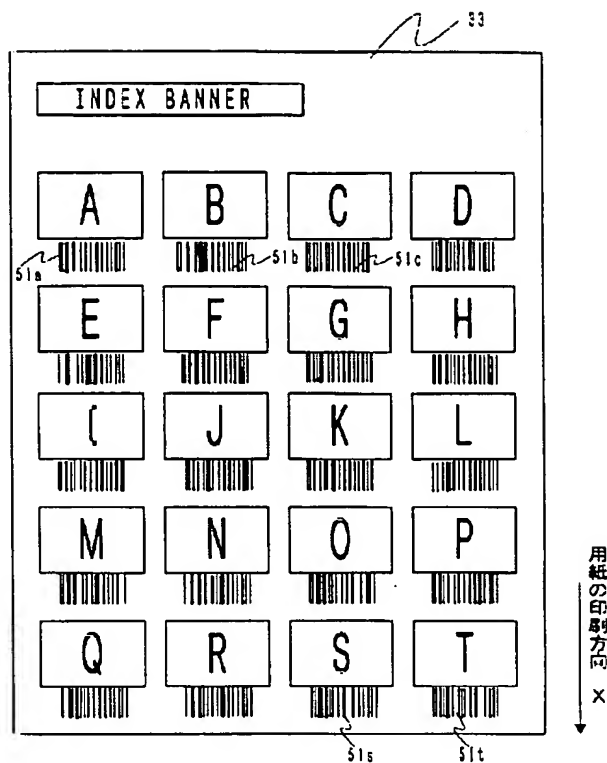 33
INDEX BANNER
A B C D
51a 51b 51c
E F G H
I J K L
M N O P
Q R S T
51s 51t
用紙の印刷方向 X